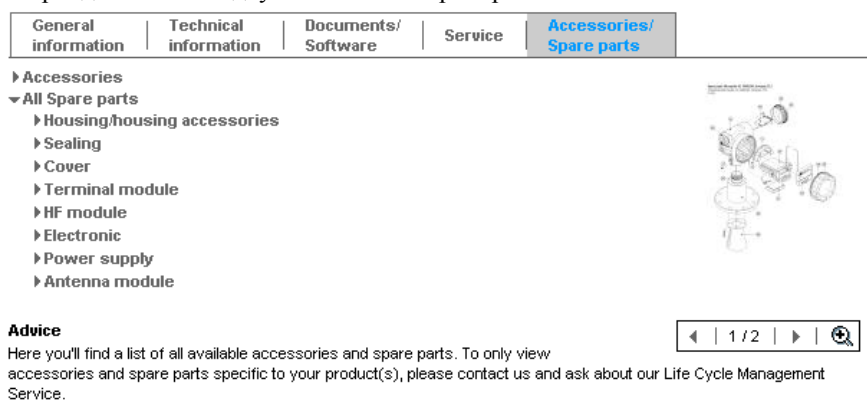 General information
Technical information
Documents/ Software
Service
Accessories/ Spare parts
Accessories
All Spare parts
Housing/housing accessories
Sealing
Cover
Terminal module
HF module
Electronic
Power supply
Antenna module
Advice
1 / 2
Here you'll find a list of all available accessories and spare parts. To only view
accessories and spare parts specific to your product(s), please contact us and ask about our Life Cycle Management
Service.